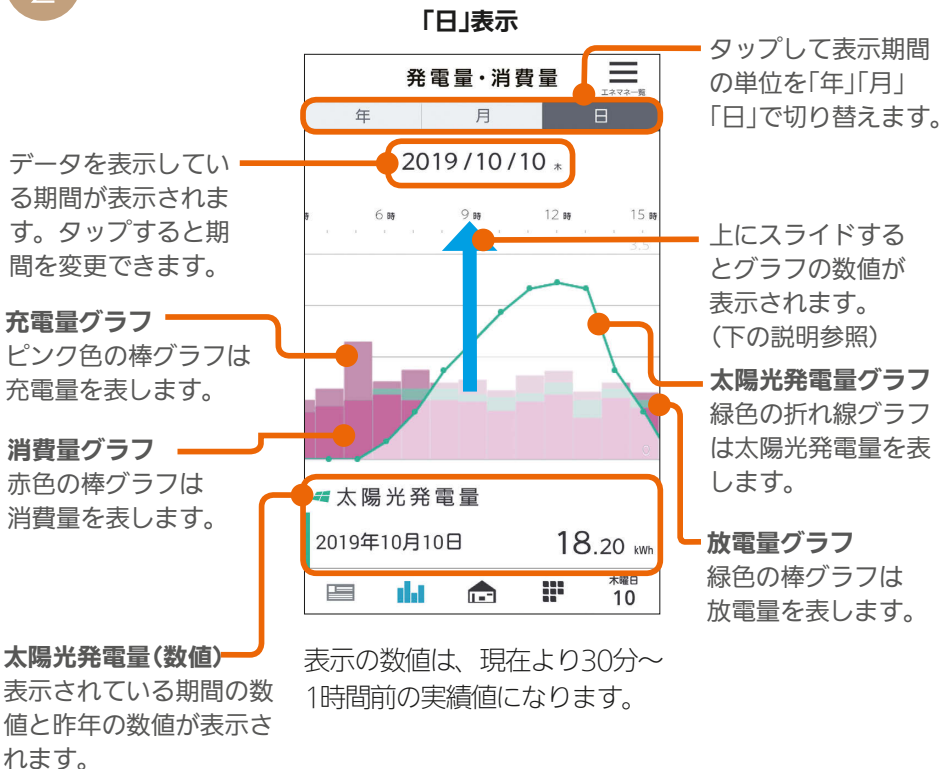 2
「日」表示
タップして表示期間
の単位を「年」「月」
「日」で切り替えます。
発電量・消費量
エネマネ一覧
年 月 日
2019/10/10 木
データを表示してい
る期間が表示されま
す。タップすると期
間を変更できます。
時 6時 9時 12時 15時
3.5
上にスライドする
とグラフの数値が
表示されます。
(下の説明参照)
充電量グラフ
ピンク色の棒グラフは
充電量を表します。
太陽光発電量グラフ
緑色の折れ線グラフ
は太陽光発電量を表
します。
消費量グラフ
赤色の棒グラフは
消費量を表します。
0
太陽光発電量
2019年10月10日 18.20 kWh
放電量グラフ
緑色の棒グラフは
放電量を表します。
木曜日
10
太陽光発電量(数値)
表示されている期間の数
値と昨年の数値が表示さ
れます。
表示の数値は、現在より30分〜
1時間前の実績値になります。